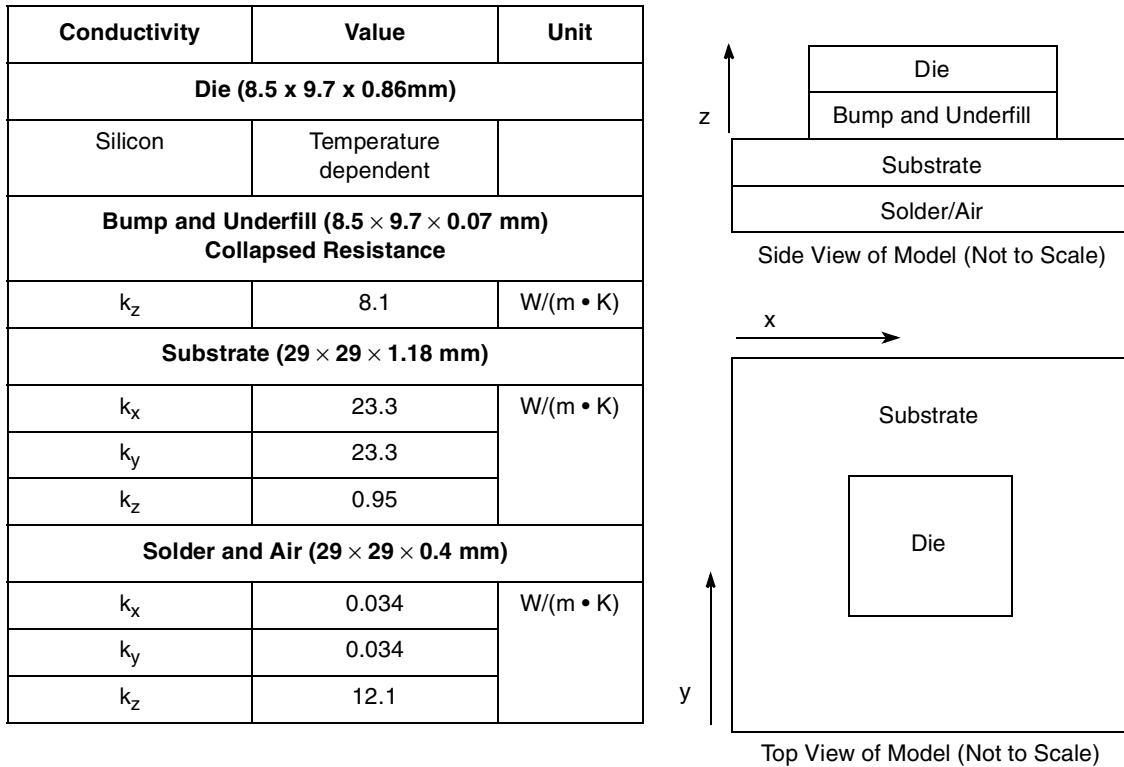 Conductivity Value Unit
Die (8.5 x 9.7 x 0.86mm)
Silicon Temperature
dependent
Bump and Underfill (8.5 × 9.7 × 0.07 mm)
Collapsed Resistance
kz 8.1 W/(m • K)
Substrate (29 × 29 × 1.18 mm)
kx 23.3 W/(m • K)
ky 23.3
kz 0.95
Solder and Air (29 × 29 × 0.4 mm)
kx 0.034 W/(m • K)
ky 0.034
kz 12.1
Die
z
Bump and Underfill
Substrate
Solder/Air
Side View of Model (Not to Scale)
x
Substrate
Die
y
Top View of Model (Not to Scale)